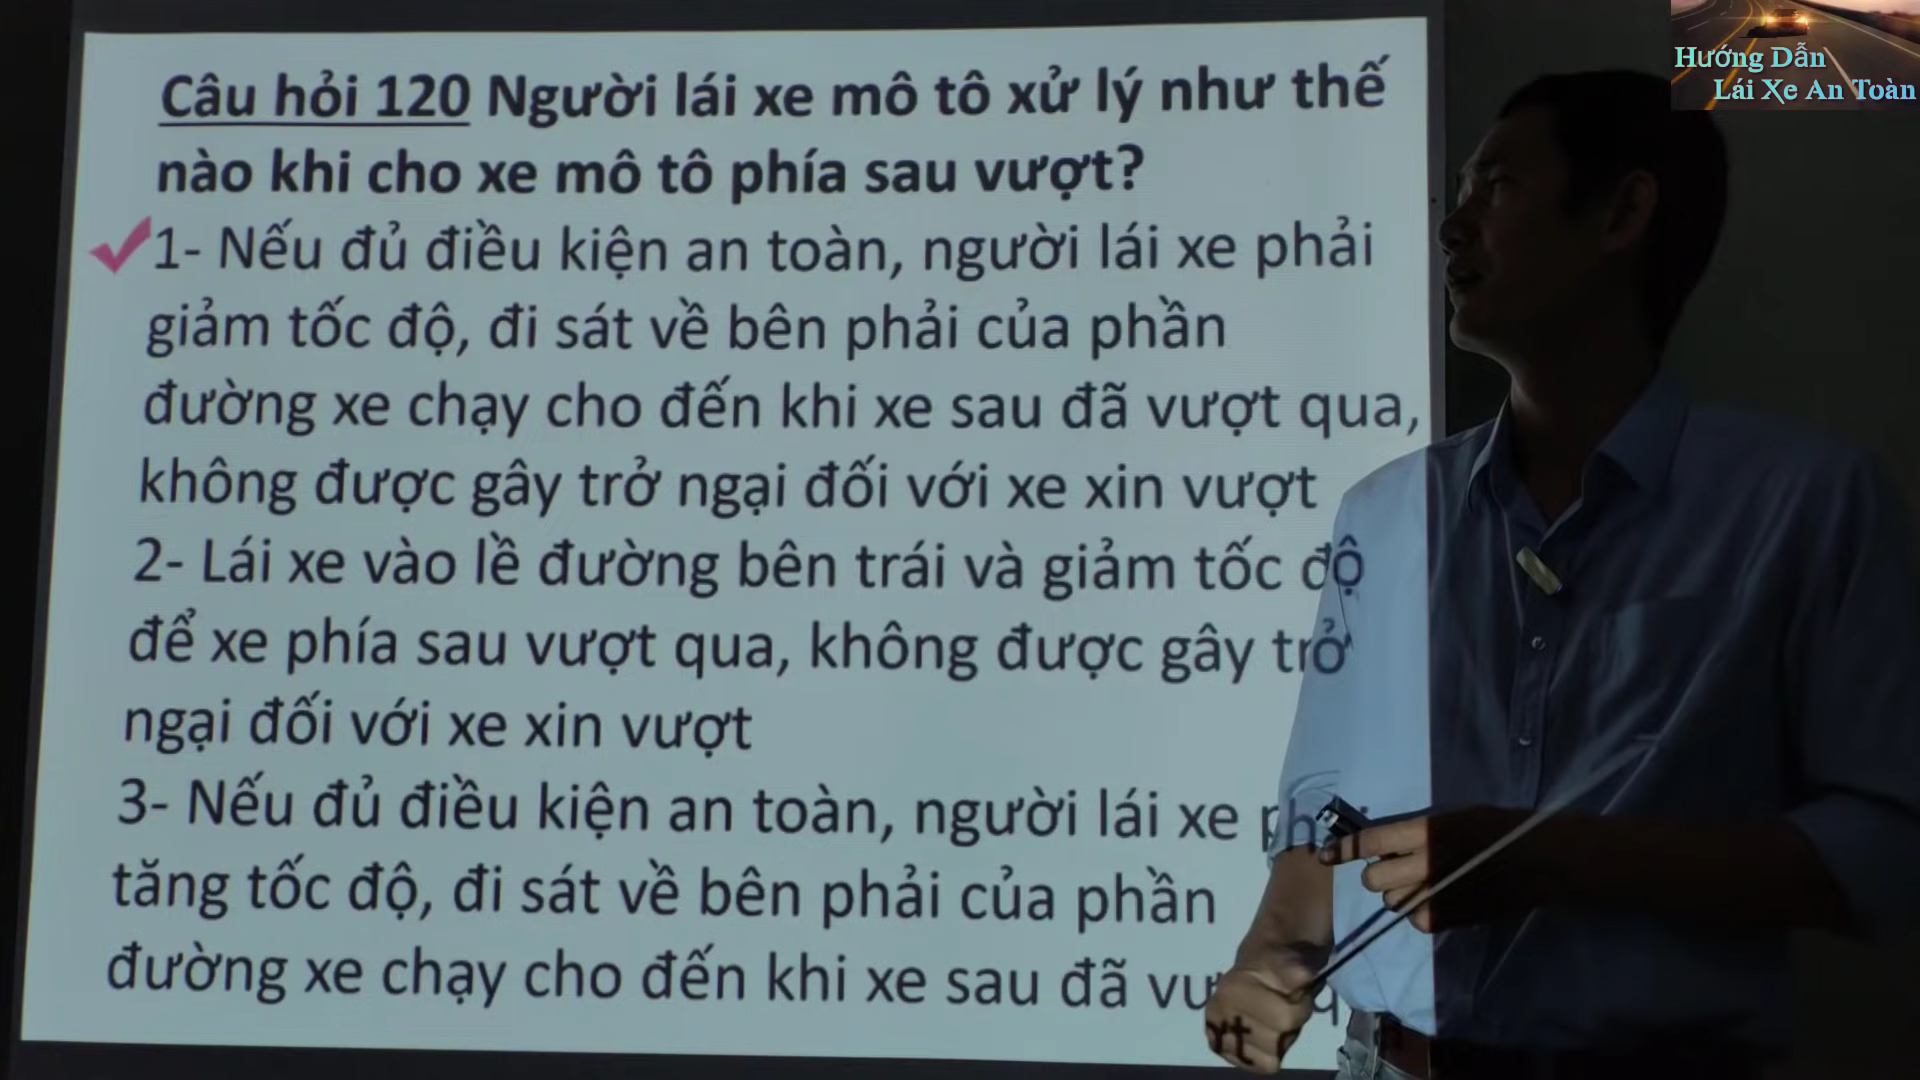 Hướng Dẫn
Lái Xe An Toàn
Câu hỏi 120 Người lái xe mô tô xử lý như thế
nào khi cho xe mô tô phía sau vượt?
1- Nếu đủ điều kiện an toàn, người lái xe phải
giảm tốc độ, đi sát về bên phải của phần
đường xe chạy cho đến khi xe sau đã vượt qua,
không được gây trở ngại đối với xe xin vượt
2- Lái xe vào lề đường bên trái và giảm tốc độ
để xe phía sau vượt qua, không được gây trở
ngại đối với xe xin vượt
3- Nếu đủ điều kiện an toàn, người lái xe phải
tăng tốc độ, đi sát về bên phải của phần
đường xe chạy cho đến khi xe sau đã vượt